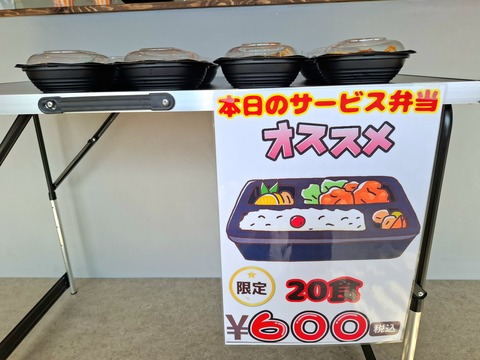 本日のサービス弁当
オススメ
限定 20食
¥600 税込